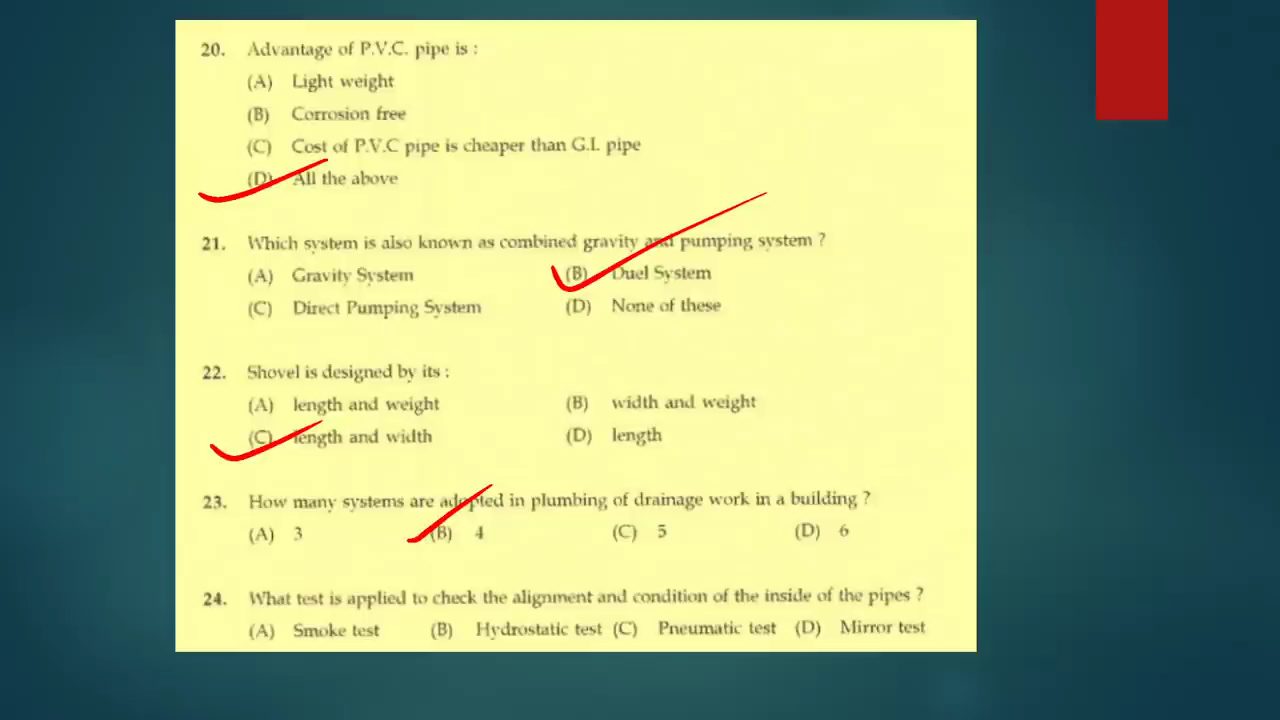 20. Advantage of P.V.C. pipe is :
(A) Light weight
(B) Corrosion free
(C) Cost of P.V.C pipe is cheaper than G.I. pipe
(D) All the above
21. Which system is also known as combined gravity and pumping system ?
(A) Gravity System (B) Duel System
(C) Direct Pumping System (D) None of these
22. Shovel is designed by its :
(A) length and weight (B) width and weight
(C) length and width (D) length
23. How many systems are adopted in plumbing of drainage work in a building ?
(A) 3 (B) 4 (C) 5 (D) 6
24. What test is applied to check the alignment and condition of the inside of the pipes ?
(A) Smoke test (B) Hydrostatic test (C) Pneumatic test (D) Mirror test